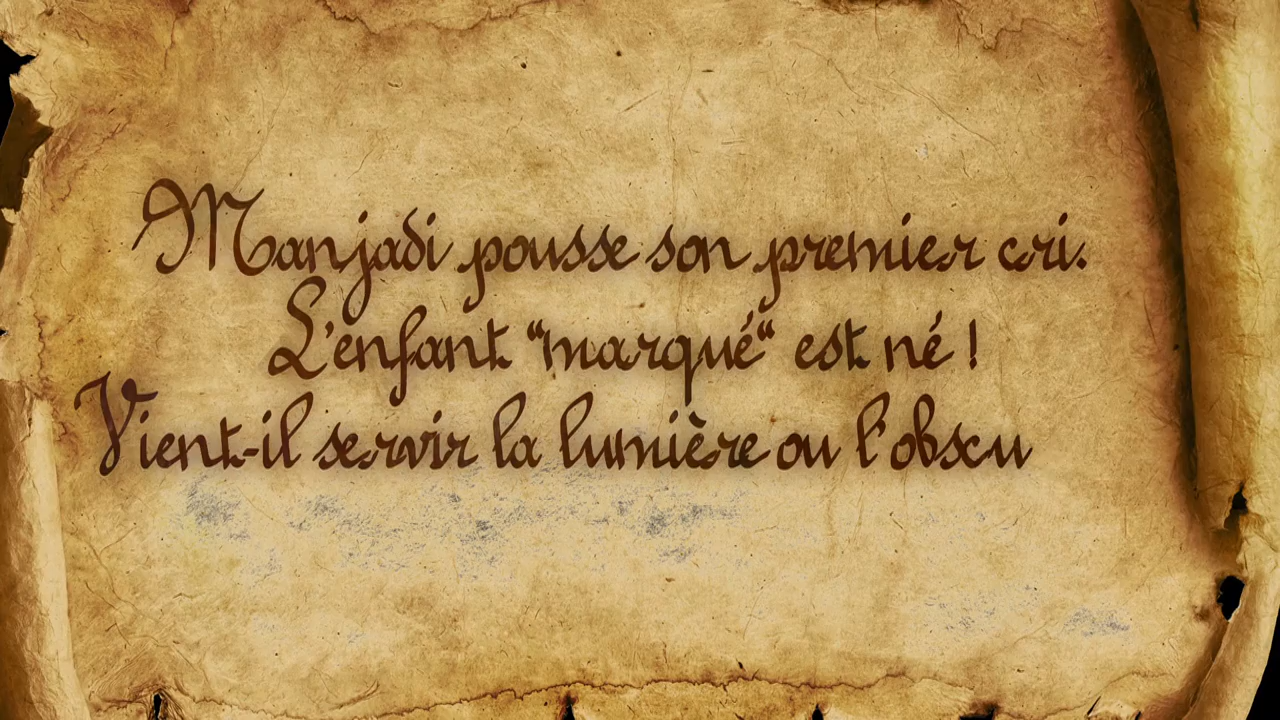 Manjadi pousse son premier cri.
L'enfant "marqué" est né !
Vient-il servir la lumière ou l'obscu